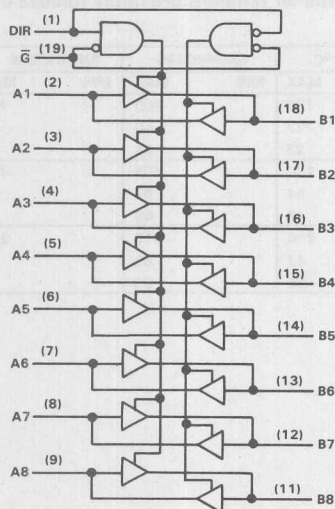 (1)
DIR
(19)
G
(2)
A1
(18)
B1
(3)
A2
(17)
B2
(4)
A3
(16)
B3
(5)
A4
(15)
B4
(6)
A5
(14)
B5
(7)
A6
(13)
B6
(8)
A7
(12)
B7
(9)
A8
(11)
B8